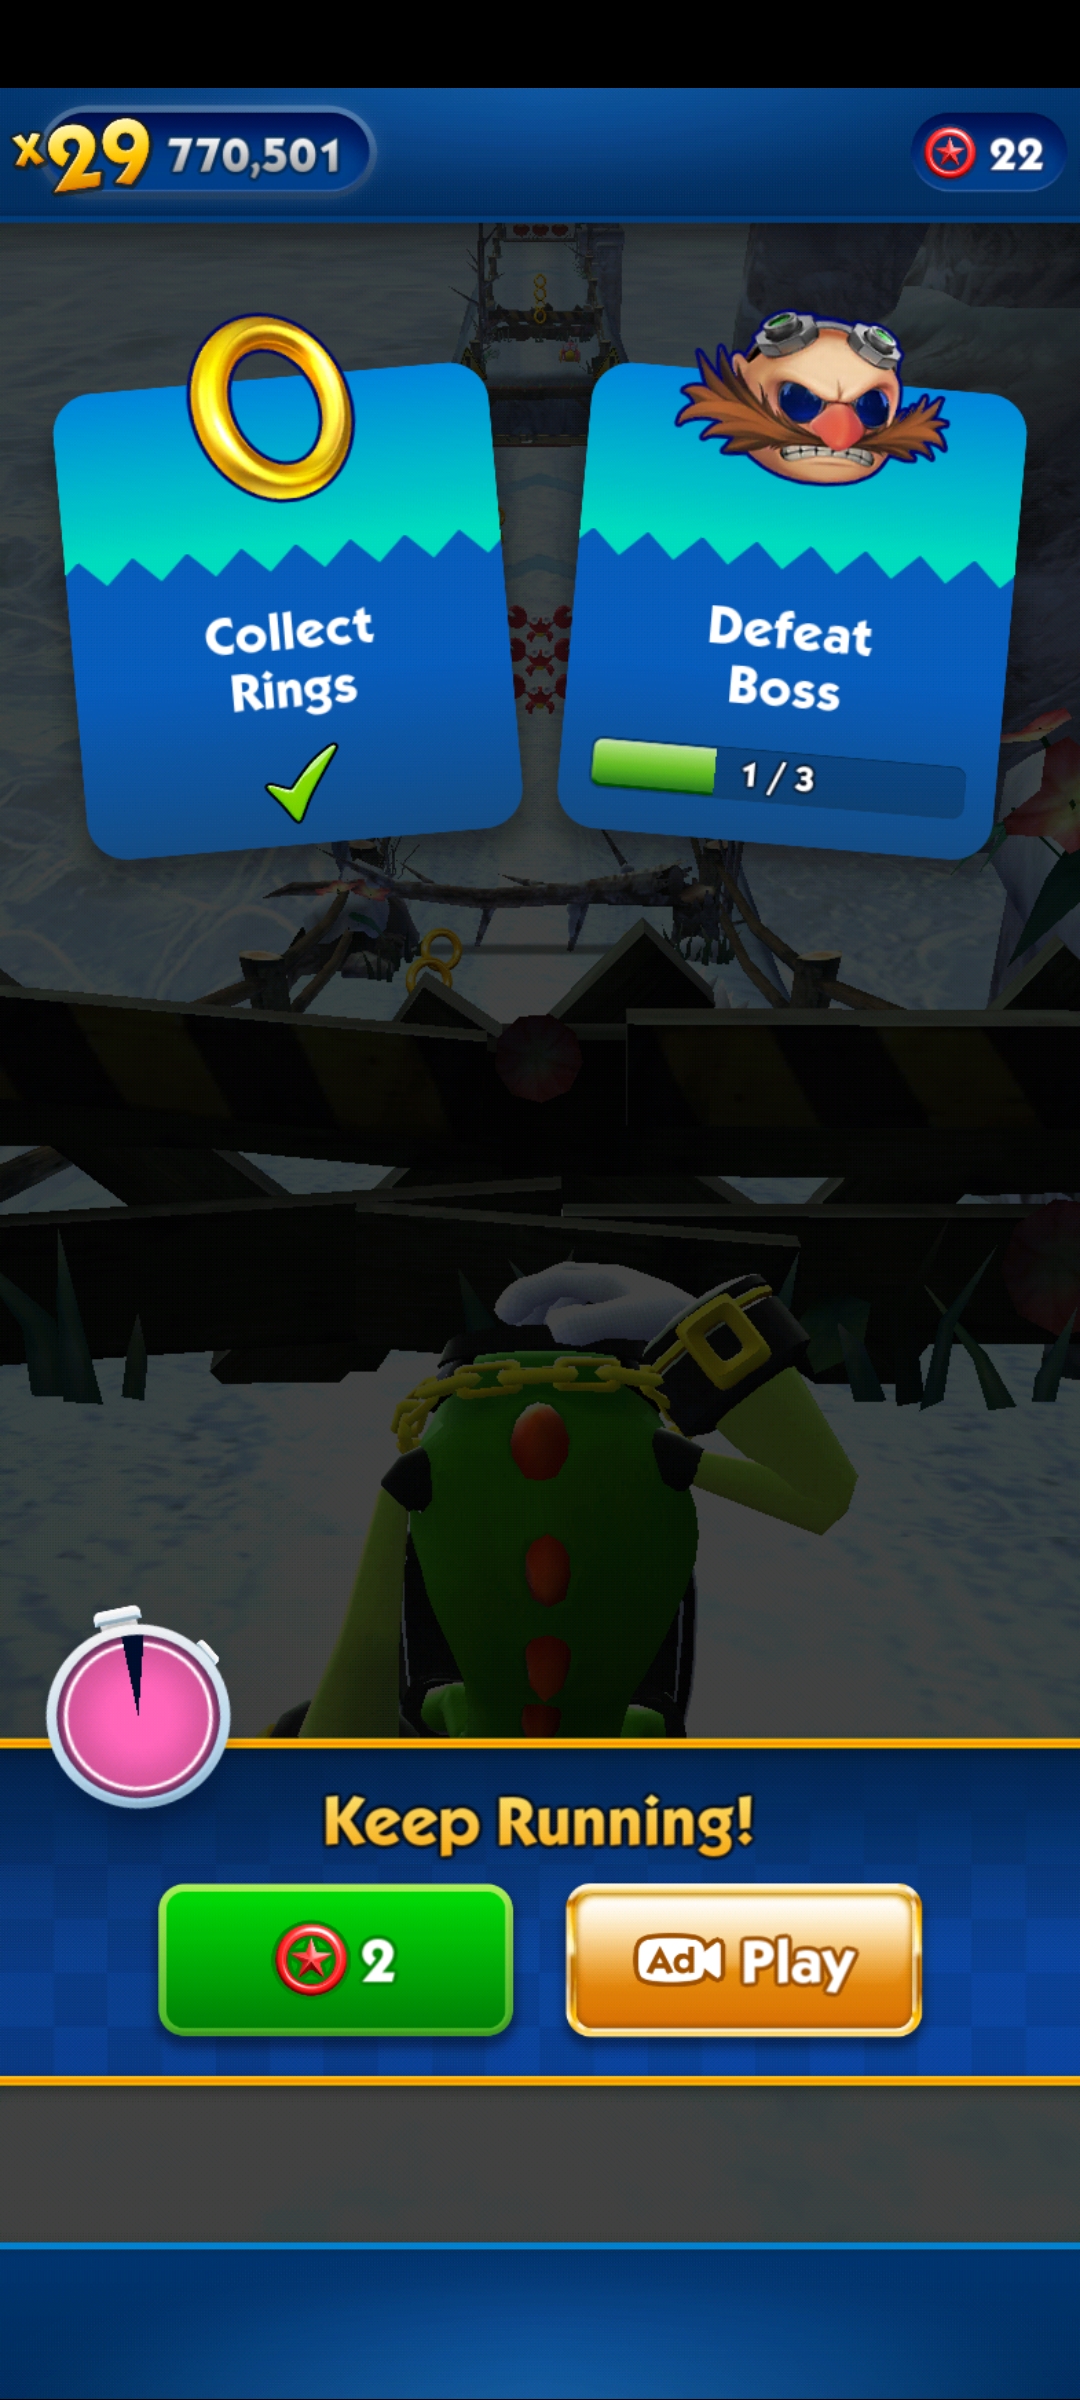 x29 770,501
22
Collect
Rings
Defeat
Boss
1 / 3
Keep Running!
2
Ad Play